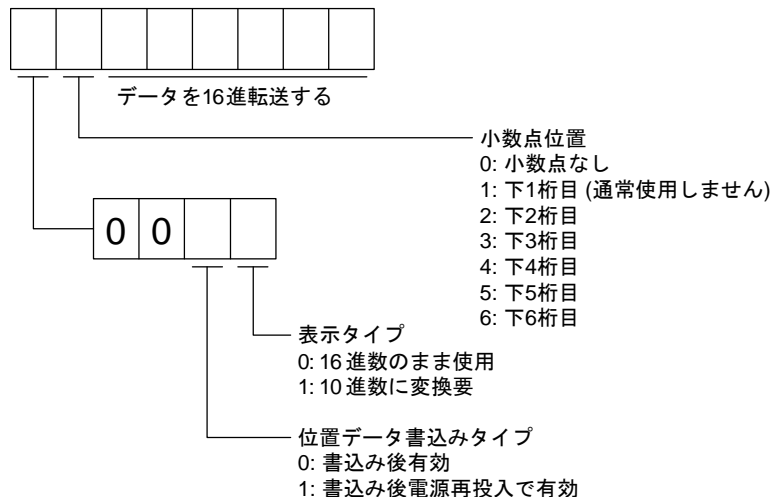 データを16進転送する
小数点位置
0: 小数点なし
1: 下1桁目 (通常使用しません)
2: 下2桁目
3: 下3桁目
4: 下4桁目
5: 下5桁目
6: 下6桁目
0 0
表示タイプ
0: 16進数のまま使用
1: 10進数に変換要
位置データ書込みタイプ
0: 書込み後有効
1: 書込み後電源再投入で有効